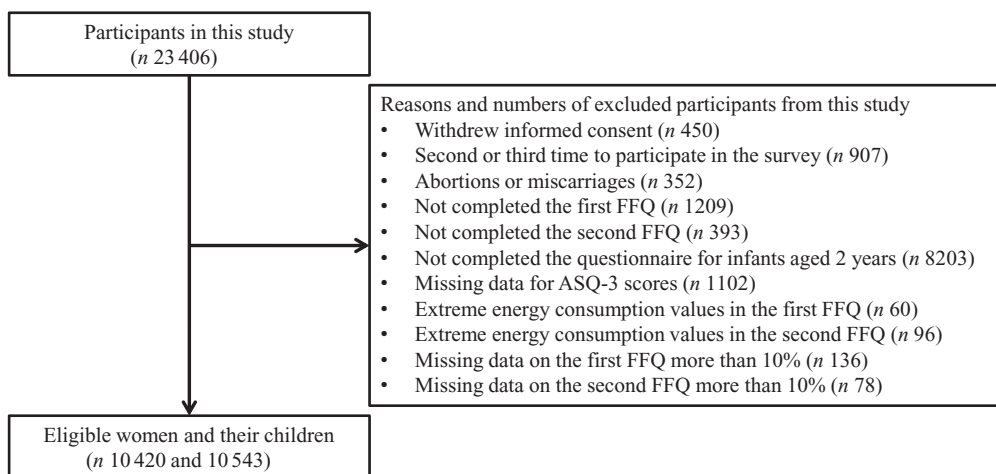 Participants in this study
(n 23 406)
Reasons and numbers of excluded participants from this study
• Withdrew informed consent (n 450)
• Second or third time to participate in the survey (n 907)
• Abortions or miscarriages (n 352)
• Not completed the first FFQ (n 1209)
• Not completed the second FFQ (n 393)
• Not completed the questionnaire for infants aged 2 years (n 8203)
• Missing data for ASQ-3 scores (n 1102)
• Extreme energy consumption values in the first FFQ (n 60)
• Extreme energy consumption values in the second FFQ (n 96)
• Missing data on the first FFQ more than 10% (n 136)
• Missing data on the second FFQ more than 10% (n 78)
Eligible women and their children
(n 10 420 and 10 543)